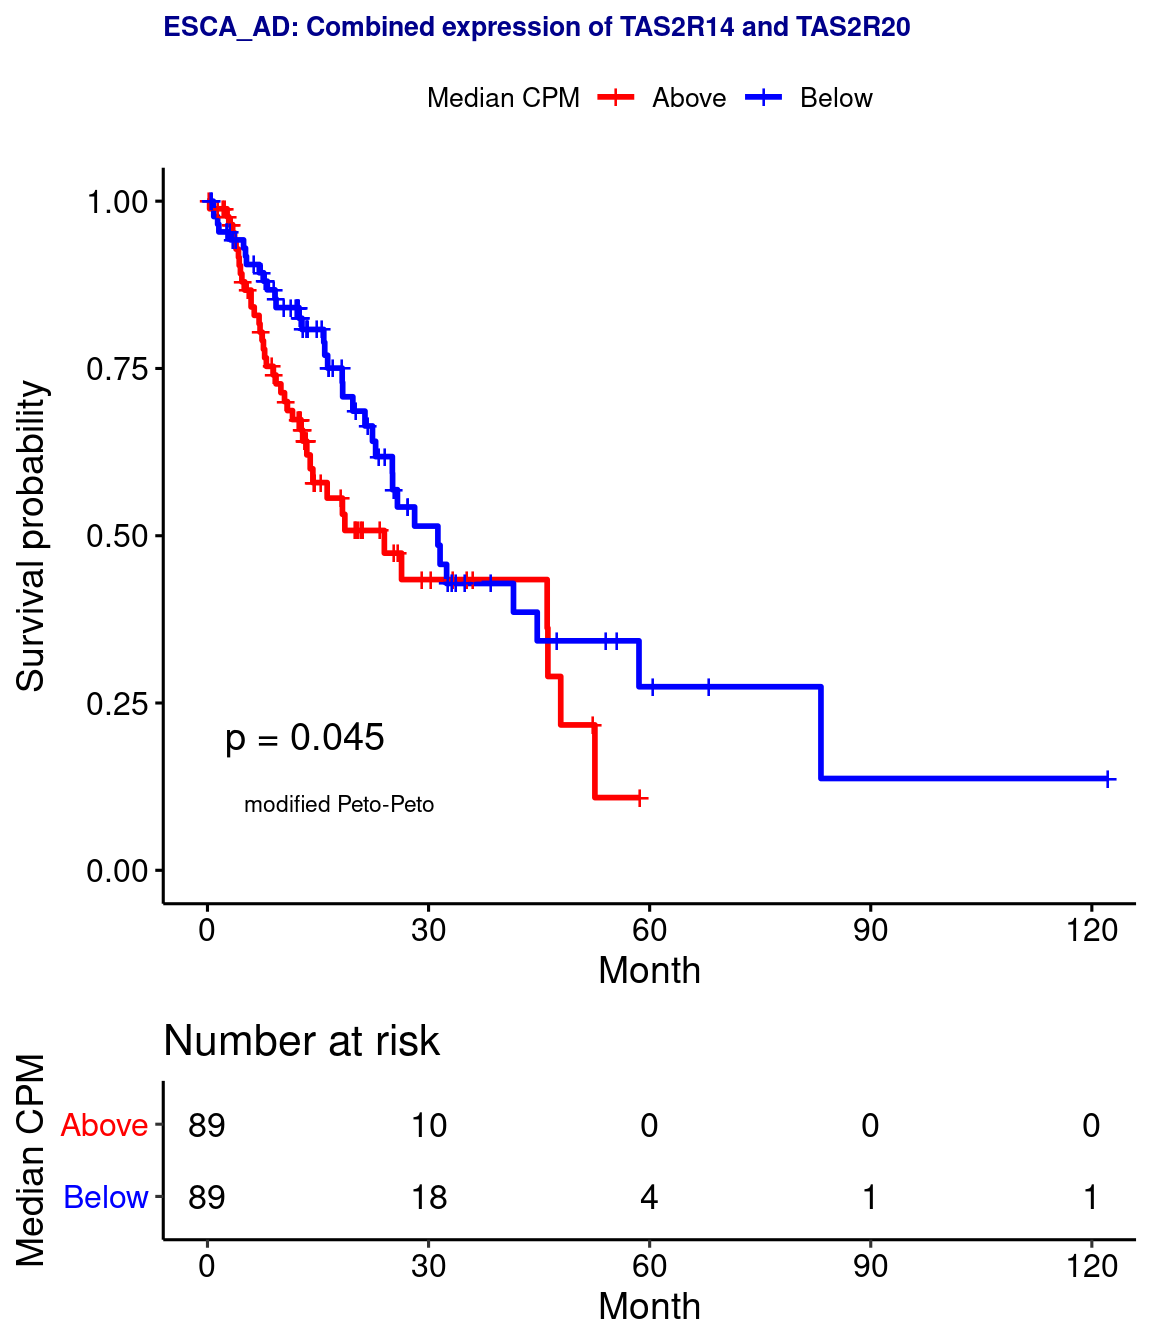 ESCA_AD: Combined expression of TAS2R14 and TAS2R20
Median CPM Above Below
Survival probability
1.00
0.75
0.50
0.25
0.00
p = 0.045
modified Peto-Peto
0 30 60 90 120
Month
Number at risk
Median CPM
Above 89 10 0 0 0
Below 89 18 4 1 1
0 30 60 90 120
Month